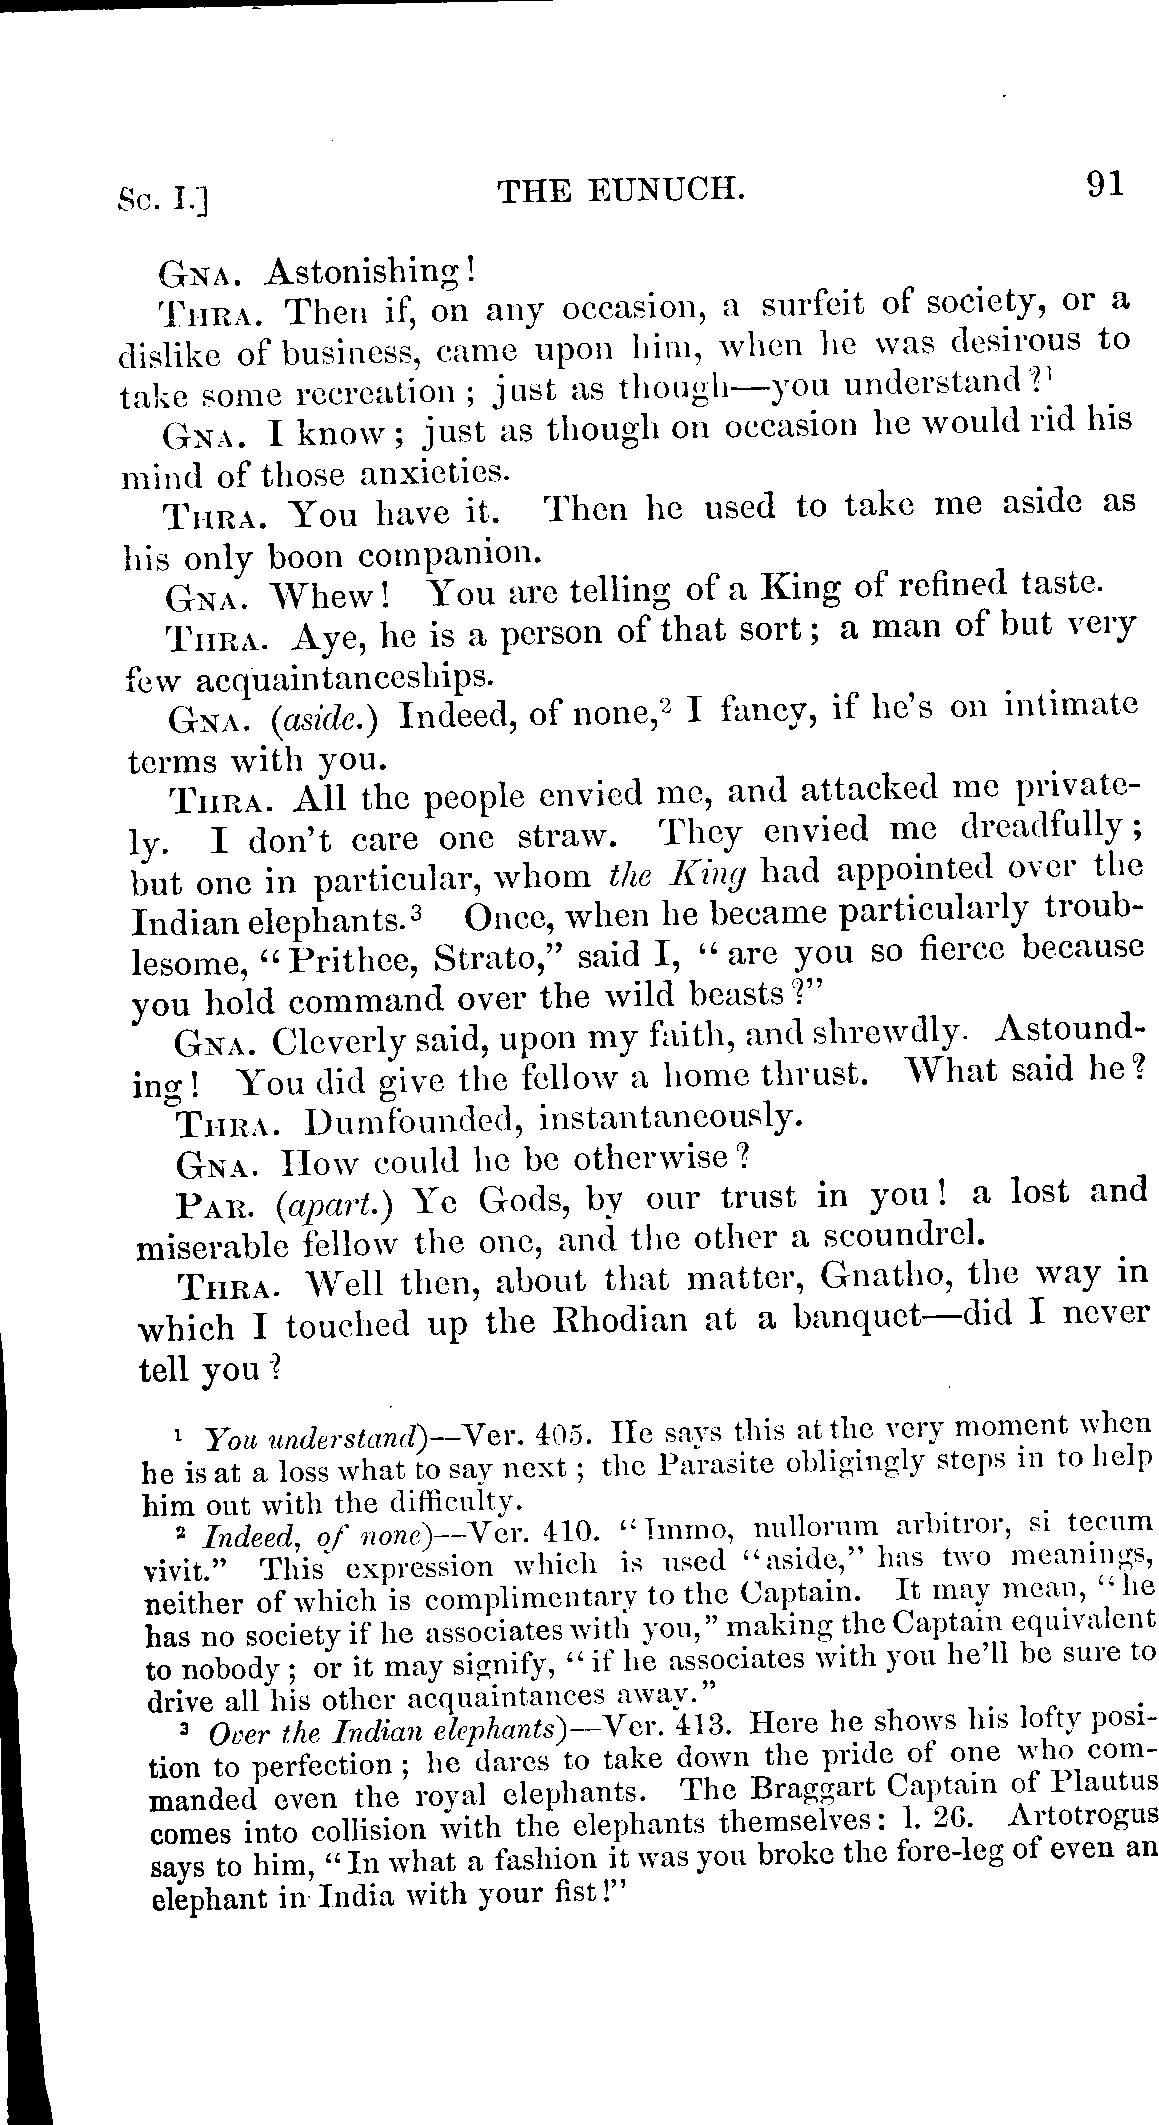 Sc. I.] THE EUNUCH. 91
Gna. Astonishing!
Thra. Then if, on any occasion, a surfeit of society, or a
dislike of business, came upon him, when he was desirous to
take some recreation; just as though—you understand?¹
Gna. I know; just as though on occasion he would rid his
mind of those anxieties.
Thra. You have it. Then he used to take me aside as
his only boon companion.
Gna. Whew! You are telling of a King of refined taste.
Thra. Aye, he is a person of that sort; a man of but very
few acquaintanceships.
Gna. (aside.) Indeed, of none,² I fancy, if he's on intimate
terms with you.
Thra. All the people envied me, and attacked me private-
ly. I don't care one straw. They envied me dreadfully;
but one in particular, whom the King had appointed over the
Indian elephants.³ Once, when he became particularly troub-
lesome, "Prithee, Strato," said I, "are you so fierce because
you hold command over the wild beasts?"
Gna. Cleverly said, upon my faith, and shrewdly. Astound-
ing! You did give the fellow a home thrust. What said he?
Thra. Dumfounded, instantaneously.
Gna. How could he be otherwise?
Par. (apart.) Ye Gods, by our trust in you! a lost and
miserable fellow the one, and the other a scoundrel.
Thra. Well then, about that matter, Gnatho, the way in
which I touched up the Rhodian at a banquet—did I never
tell you?
¹ You understand)—Ver. 405. He says this at the very moment when
he is at a loss what to say next; the Parasite obligingly steps in to help
him out with the difficulty.
² Indeed, of none)—Ver. 410. "Immo, nullorum arbitror, si tecum
vivit." This expression which is used "aside," has two meanings,
neither of which is complimentary to the Captain. It may mean, "he
has no society if he associates with you," making the Captain equivalent
to nobody; or it may signify, "if he associates with you he'll be sure to
drive all his other acquaintances away."
³ Over the Indian elephants)—Ver. 413. Here he shows his lofty posi-
tion to perfection; he dares to take down the pride of one who com-
manded even the royal elephants. The Braggart Captain of Plautus
comes into collision with the elephants themselves: l. 26. Artotrogus
says to him, "In what a fashion it was you broke the fore-leg of even an
elephant in India with your fist!"